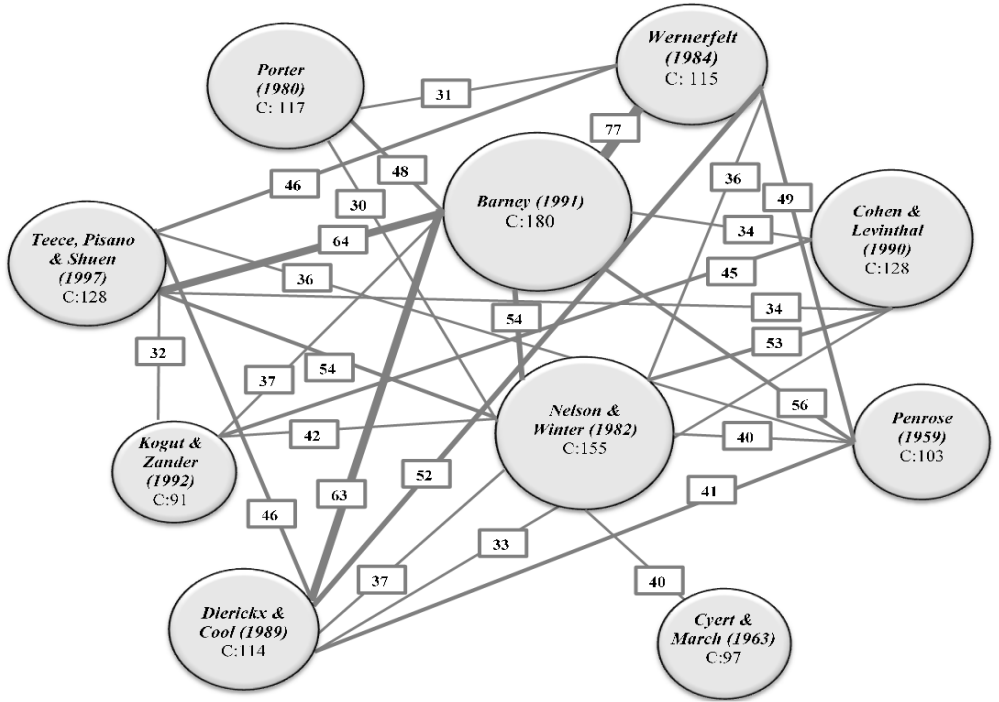 Wernerfelt
(1984)
C: 115
Porter
(1980)
C: 117
31
77
48
46
30
36
49
Barney (1991)
C:180
Cohen &
Levinthal
(1990)
C:128
34
64
Teece, Pisano
& Shuen
(1997)
C:128
36
45
34
54
53
32
37
54
56
Nelson &
Winter (1982)
C:155
Penrose
(1959)
C:103
42
40
Kogut &
Zander
(1992)
C:91
52
63
41
46
33
37
40
Dierickx &
Cool (1989)
C:114
Cyert &
March (1963)
C:97